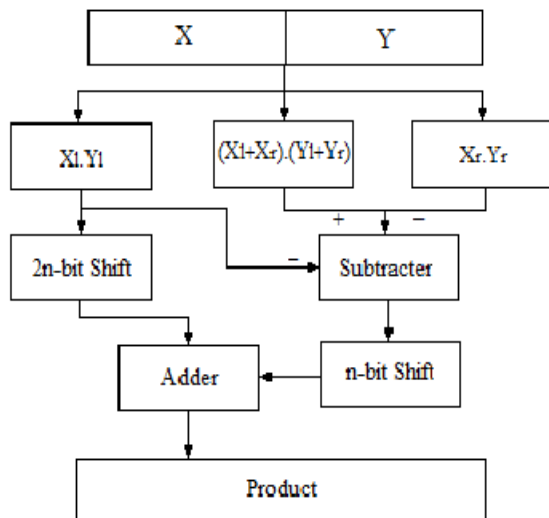 X Y
Xl.Yl (Xl+Xr).(Yl+Yr) Xr.Yr
+ −
2n-bit Shift − Subtracter
Adder n-bit Shift
Product